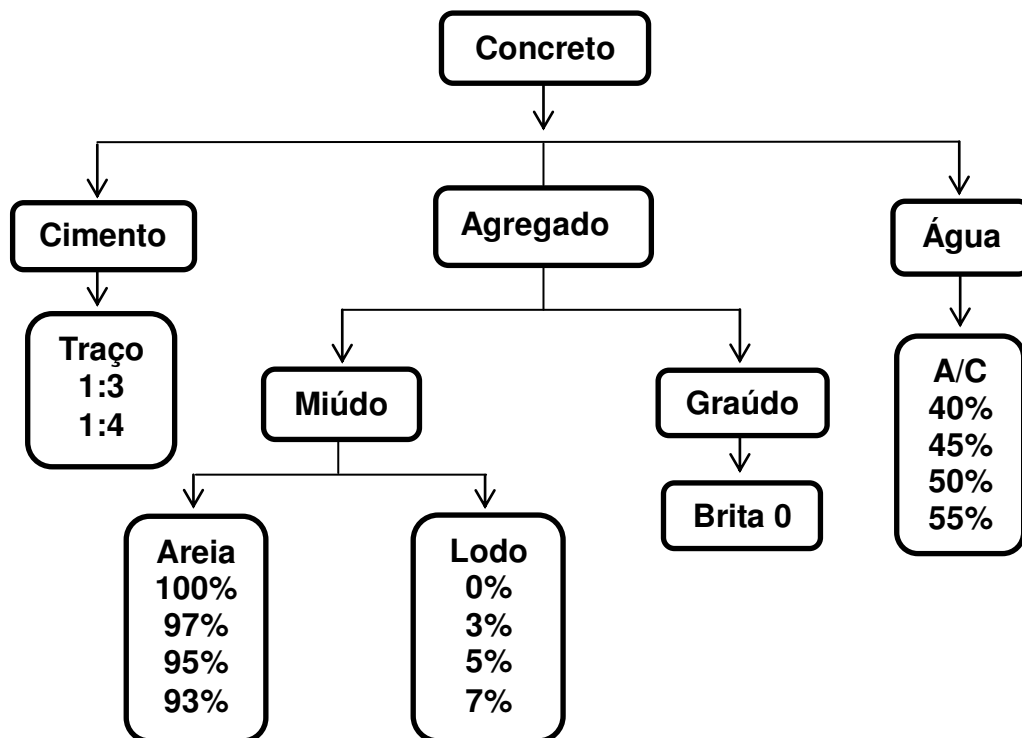 Concreto
Cimento
Agregado
Água
Traço
1:3
1:4
Miúdo
Graúdo
A/C
40%
45%
50%
55%
Brita 0
Areia
100%
97%
95%
93%
Lodo
0%
3%
5%
7%